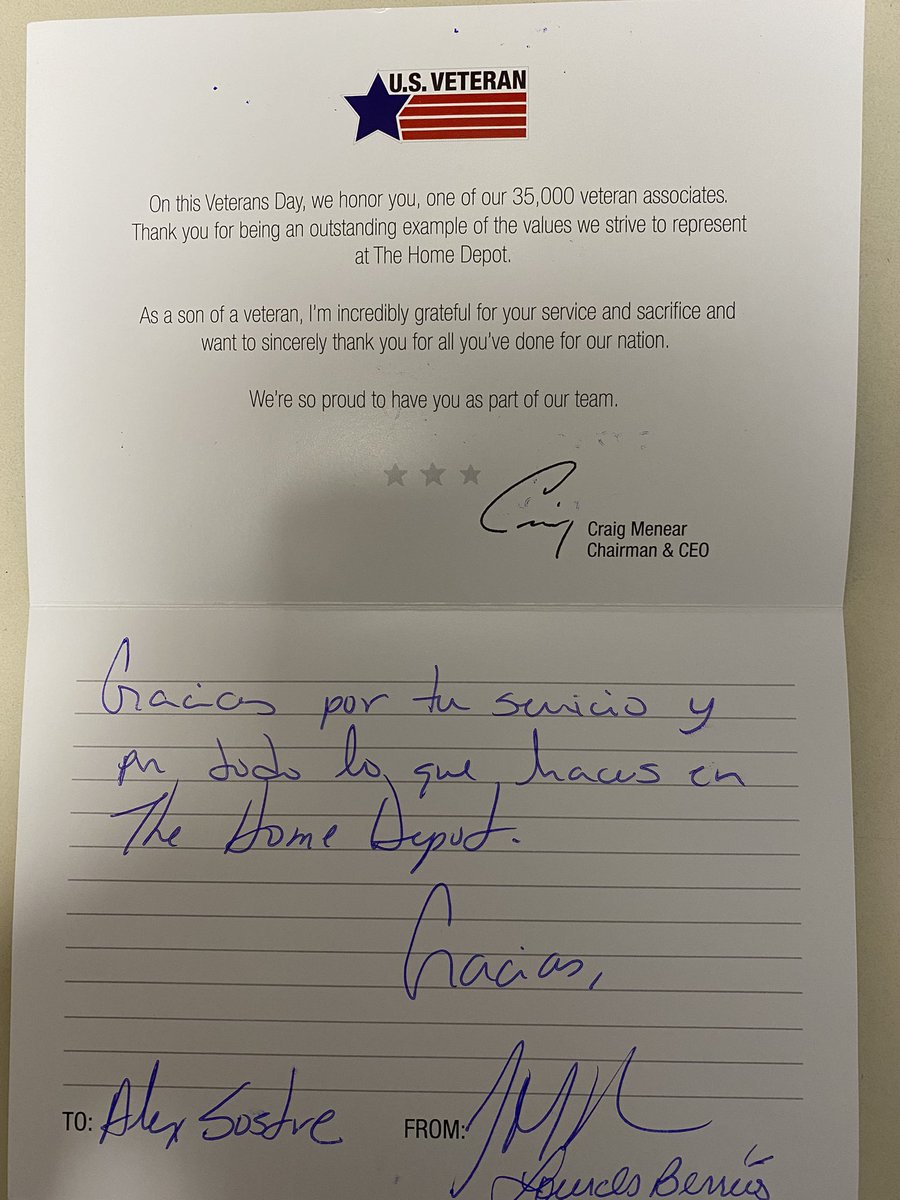 U.S. VETERAN
On this Veterans Day, we honor you, one of our 35,000 veteran associates.
Thank you for being an outstanding example of the values we strive to represent
at The Home Depot.
As a son of a veteran, I'm incredibly grateful for your service and sacrifice and
want to sincerely thank you for all you've done for our nation.
We're so proud to have you as part of our team.
Craig
Craig Menear
Chairman & CEO
Gracias por tu servicio y
por todo lo que haces en
The Home Depot.
Gracias,
TO: Alex Sostre FROM:
Lourdes